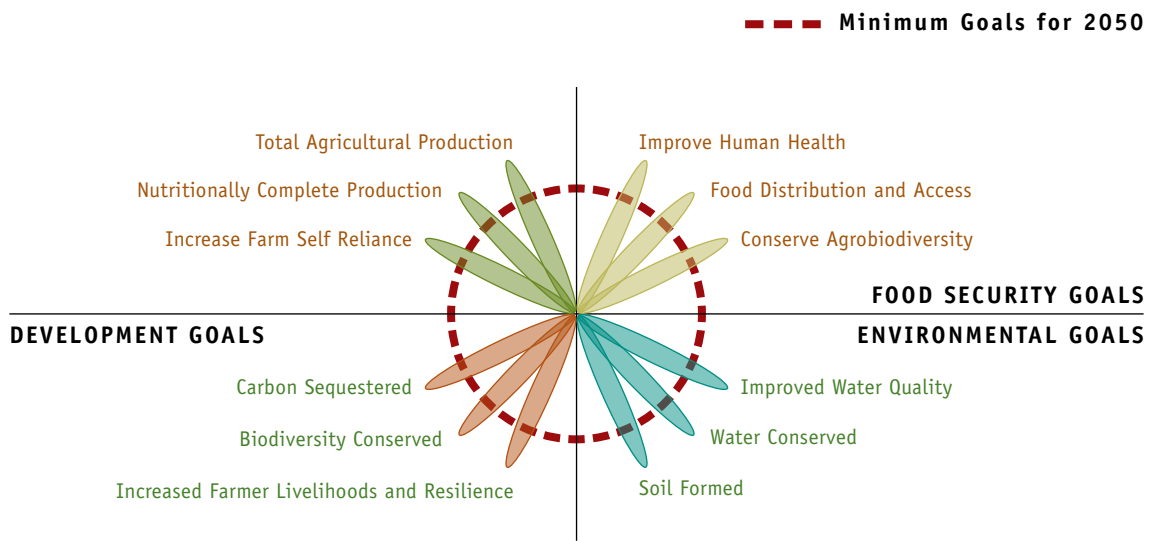 Minimum Goals for 2050
Total Agricultural Production
Improve Human Health
Nutritionally Complete Production
Food Distribution and Access
Increase Farm Self Reliance
Conserve Agrobiodiversity
FOOD SECURITY GOALS
DEVELOPMENT GOALS
ENVIRONMENTAL GOALS
Carbon Sequestered
Improved Water Quality
Biodiversity Conserved
Water Conserved
Increased Farmer Livelihoods and Resilience
Soil Formed